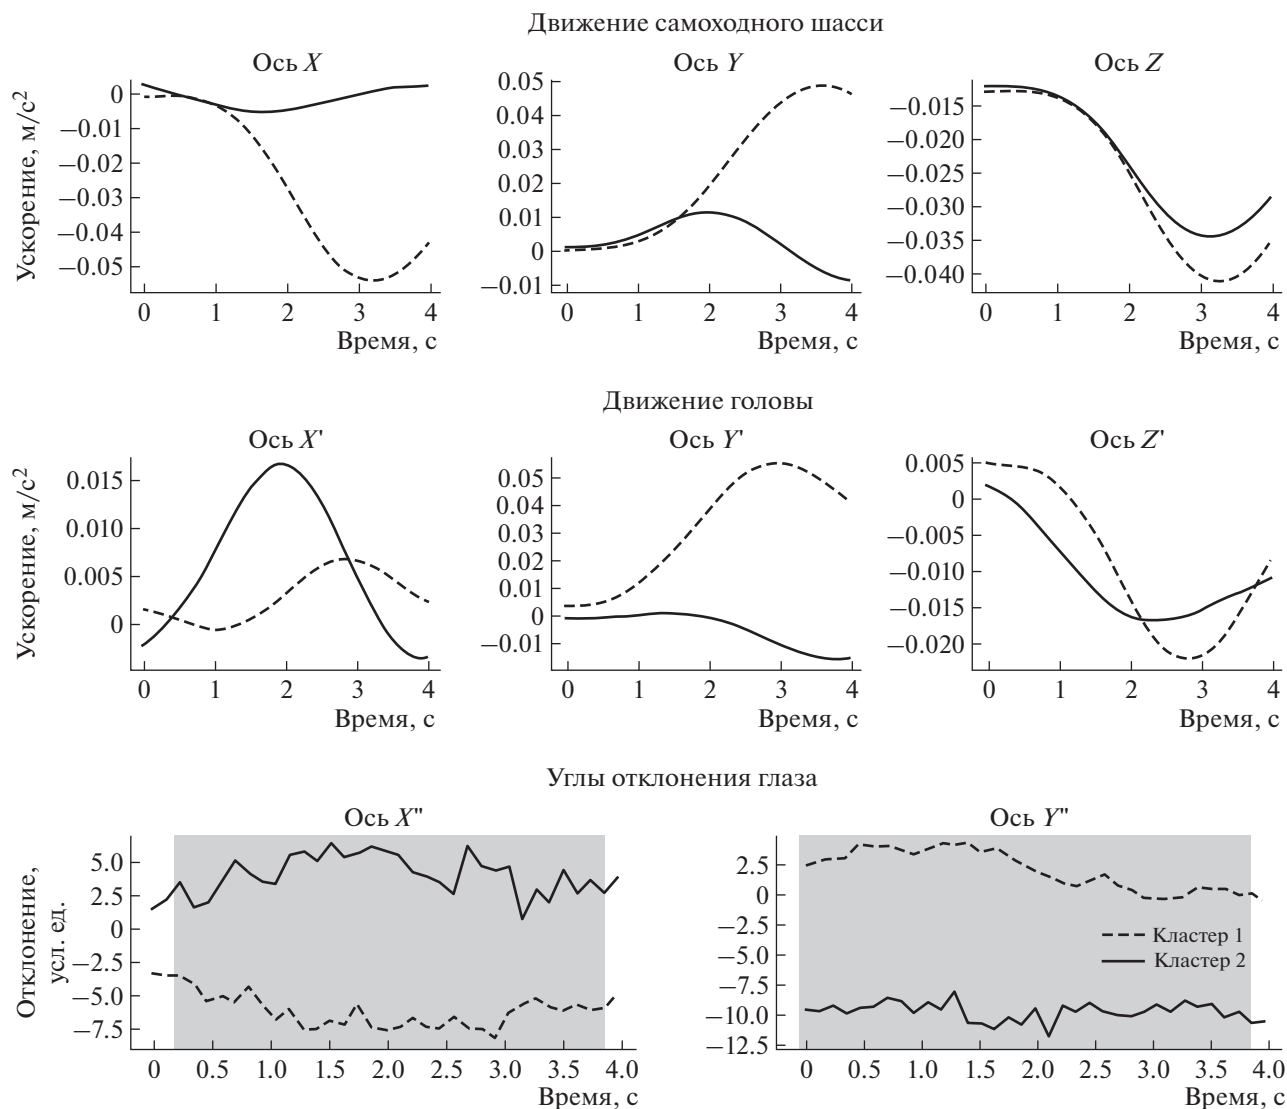 Движение самоходного шасси
Ось X
Ось Y
Ось Z
Ускорение, м/с²
0
−0.01
−0.02
−0.03
−0.04
−0.05
0 1 2 3 4
Время, с
0.05
0.04
0.03
0.02
0.01
0
−0.01
0 1 2 3 4
Время, с
−0.015
−0.020
−0.025
−0.030
−0.035
−0.040
0 1 2 3 4
Время, с
Движение головы
Ось X'
Ось Y'
Ось Z'
Ускорение, м/с²
0.015
0.010
0.005
0
0 1 2 3 4
Время, с
0.05
0.04
0.03
0.02
0.01
0
−0.01
0 1 2 3 4
Время, с
0.005
0
−0.005
−0.010
−0.015
−0.020
0 1 2 3 4
Время, с
Углы отклонения глаза
Ось X"
Ось Y"
Отклонение,
усл. ед.
5.0
2.5
0
−2.5
−5.0
−7.5
0 0.5 1.0 1.5 2.0 2.5 3.0 3.5 4.0
Время, с
2.5
0
−2.5
−5.0
−7.5
−10.0
−12.5
Кластер 1
Кластер 2
0 0.5 1.0 1.5 2.0 2.5 3.0 3.5 4.0
Время, с